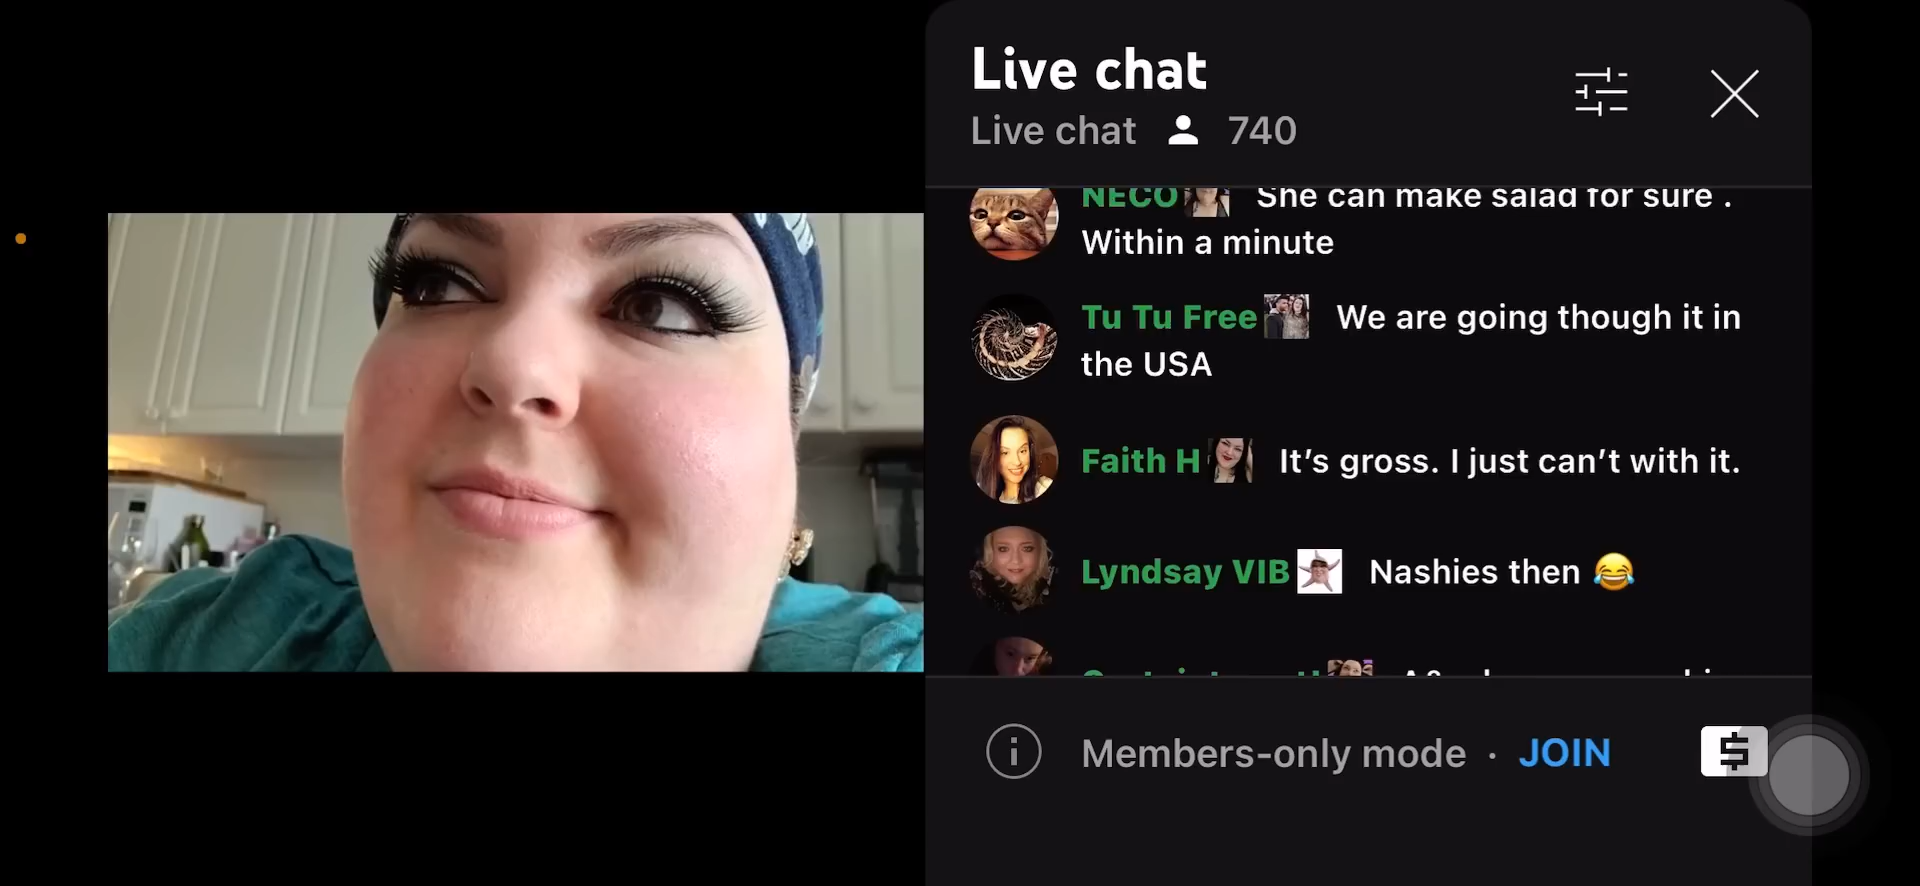 Live chat
Live chat 740
NECO She can make salad for sure .
Within a minute
Tu Tu Free We are going though it in
the USA
Faith H It’s gross. I just can’t with it.
Lyndsay VIB Nashies then 😂
Members-only mode · JOIN